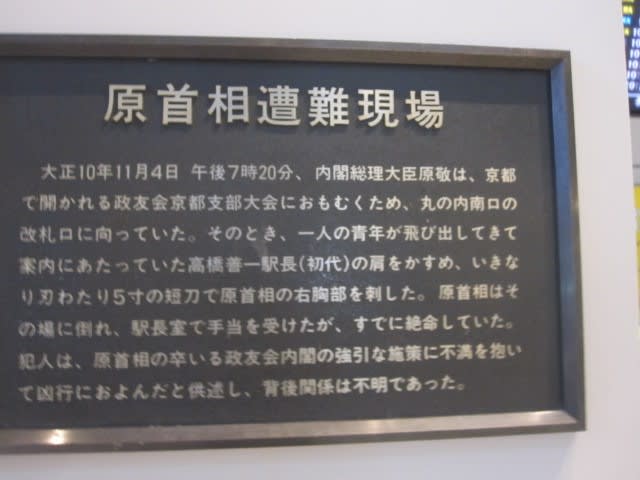 原首相遭難現場
大正10年11月4日 午後7時20分、内閣総理大臣原敬は、京都
で開かれる政友会京都支部大会におもむくため、丸の内南口の
改札口に向っていた。そのとき、一人の青年が飛び出してきて
案内にあたっていた高橋善一駅長(初代)の肩をかすめ、いきな
り刃わたり5寸の短刀で原首相の右胸部を刺した。原首相はそ
の場に倒れ、駅長室で手当を受けたが、すでに絶命していた。
犯人は、原首相の卒いる政友会内閣の強引な施策に不満を抱い
て凶行におよんだと供述し、背後関係は不明であった。